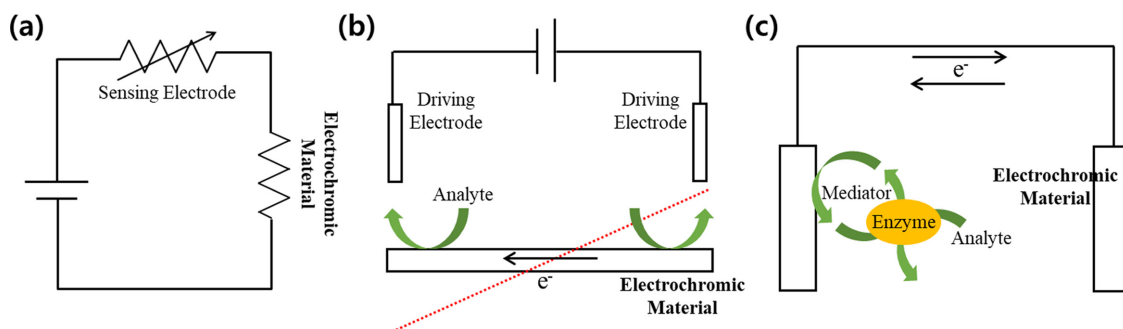 (a)
Sensing Electrode
Electrochromic
Material
(b)
Driving
Electrode
Driving
Electrode
Analyte
e-
Electrochromic
Material
(c)
e-
Electrochromic
Material
Mediator
Enzyme
Analyte